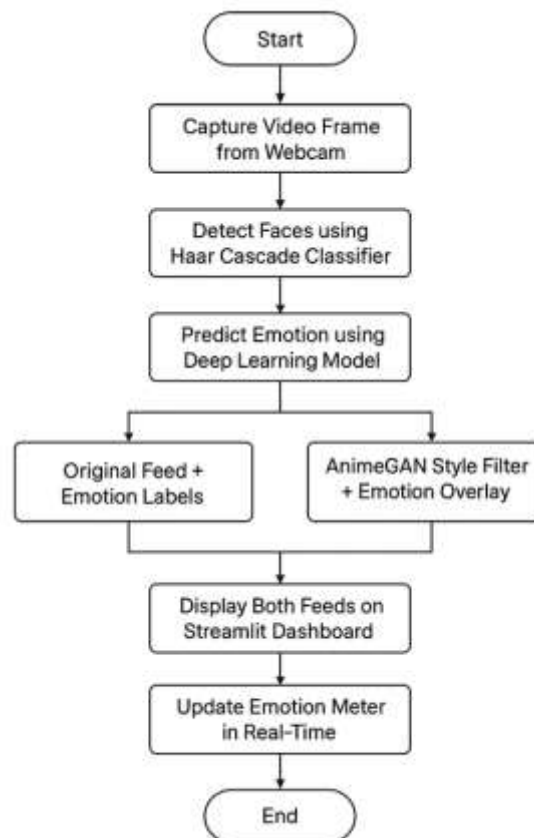 Start
Capture Video Frame
from Webcam
Detect Faces using
Haar Cascade Classifier
Predict Emotion using
Deep Learning Model
Original Feed +
Emotion Labels
AnimeGAN Style Filter
+ Emotion Overlay
Display Both Feeds on
Streamlit Dashboard
Update Emotion Meter
in Real-Time
End